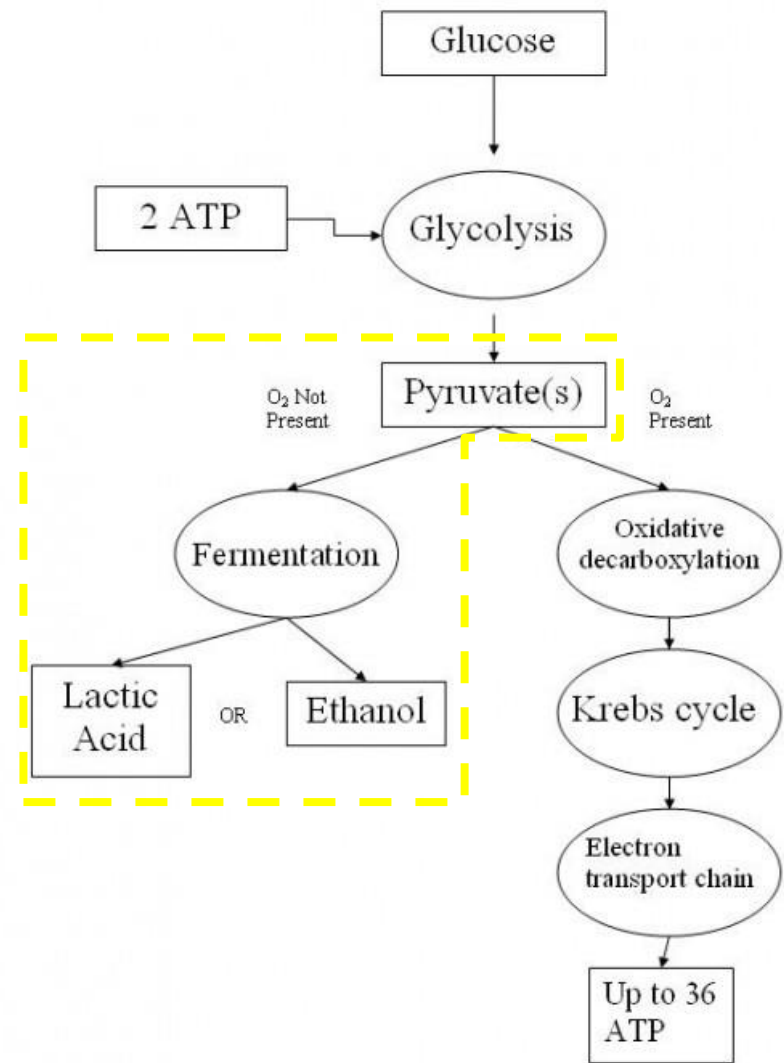 Glucose
2 ATP
Glycolysis
O₂ Not
Present
Pyruvate(s)
O₂
Present
Fermentation
Oxidative
decarboxylation
Lactic
Acid
OR
Ethanol
Krebs cycle
Electron
transport chain
Up to 36
ATP